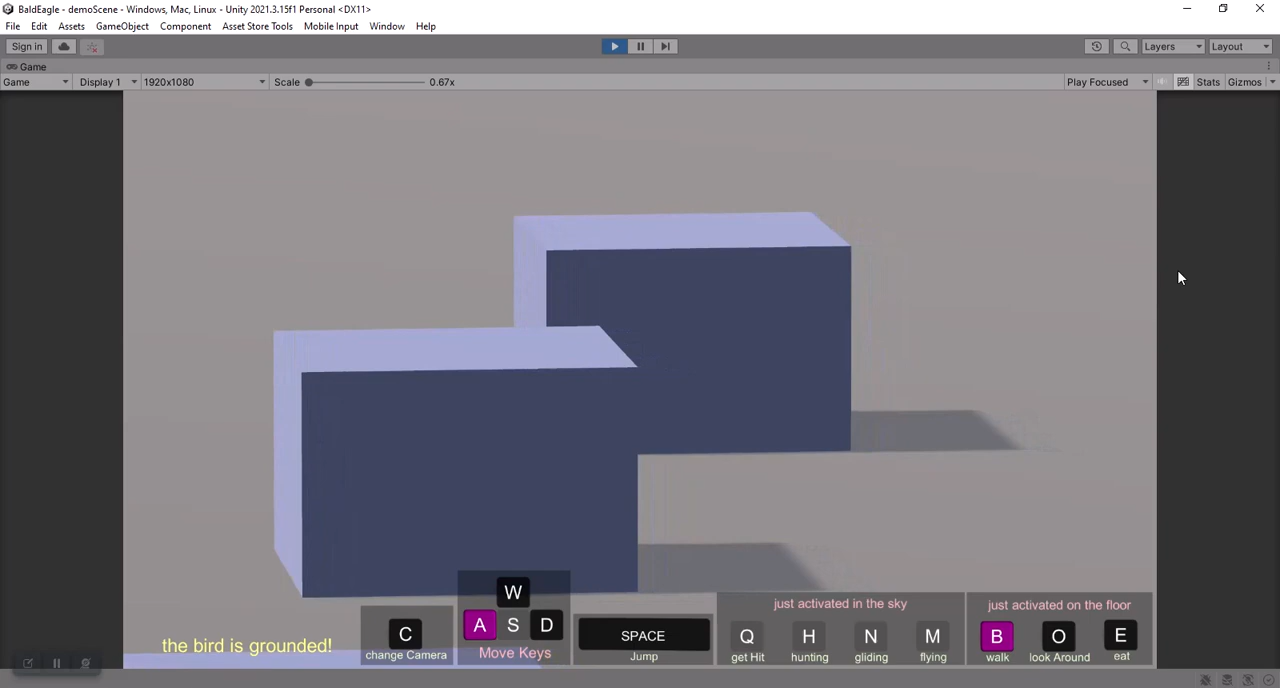 BaldEagle - demoScene - Windows, Mac, Linux - Unity 2021.3.15f1 Personal <DX11>
File Edit Assets GameObject Component Asset Store Tools Mobile Input Window Help
Sign in Layers Layout
Game
Game Display 1 1920x1080 Scale 0.67x Play Focused Stats Gizmos
the bird is grounded!
C
change Camera
W
A S D
Move Keys
SPACE
Jump
just activated in the sky
Q H N M
get Hit hunting gliding flying
just activated on the floor
B O E
walk look Around eat